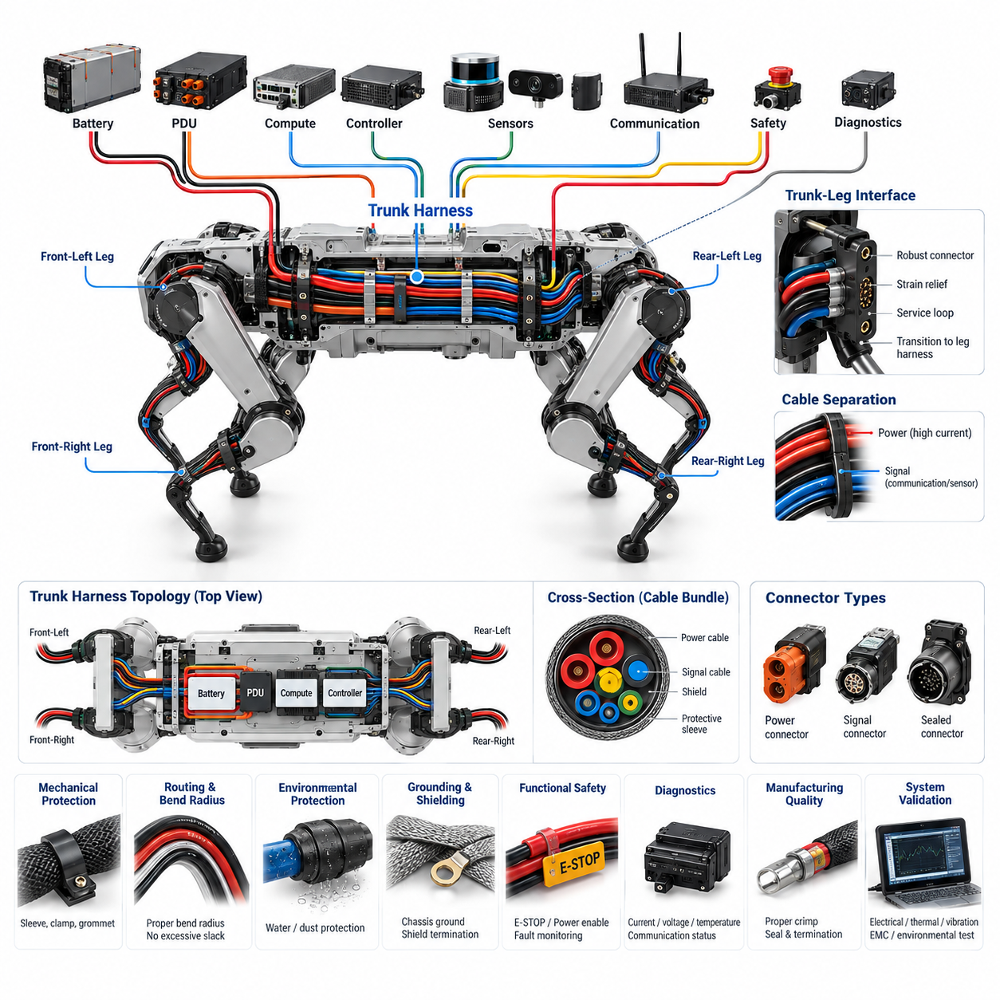 Battery
PDU
Compute
Controller
Sensors
Communication
Safety
Diagnostics
Trunk Harness
Front-Left Leg
Rear-Left Leg
Front-Right Leg
Rear-Right Leg
Trunk-Leg Interface
Robust connector
Strain relief
Service loop
Transition to leg
harness
Cable Separation
Power (high current)
Signal
(communication/sensor)
Trunk Harness Topology (Top View)
Front-Left
Rear-Left
Battery
PDU
Compute
Controller
Front-Right
Rear-Right
Cross-Section (Cable Bundle)
Power cable
Signal cable
Shield
Protective
sleeve
Connector Types
Power
connector
Signal
connector
Sealed
connector
Mechanical
Protection
Sleeve, clamp, grommet
Routing &
Bend Radius
Proper bend radius
No excessive slack
Environmental
Protection
Water / dust protection
Grounding &
Shielding
Chassis ground
Shield termination
Functional Safety
E-STOP
E-STOP / Power enable
Fault monitoring
Diagnostics
Current / voltage / temperature
Communication status
Manufacturing
Quality
Proper crimp
Seal & termination
System
Validation
Electrical / thermal / vibration
EMC / environmental test